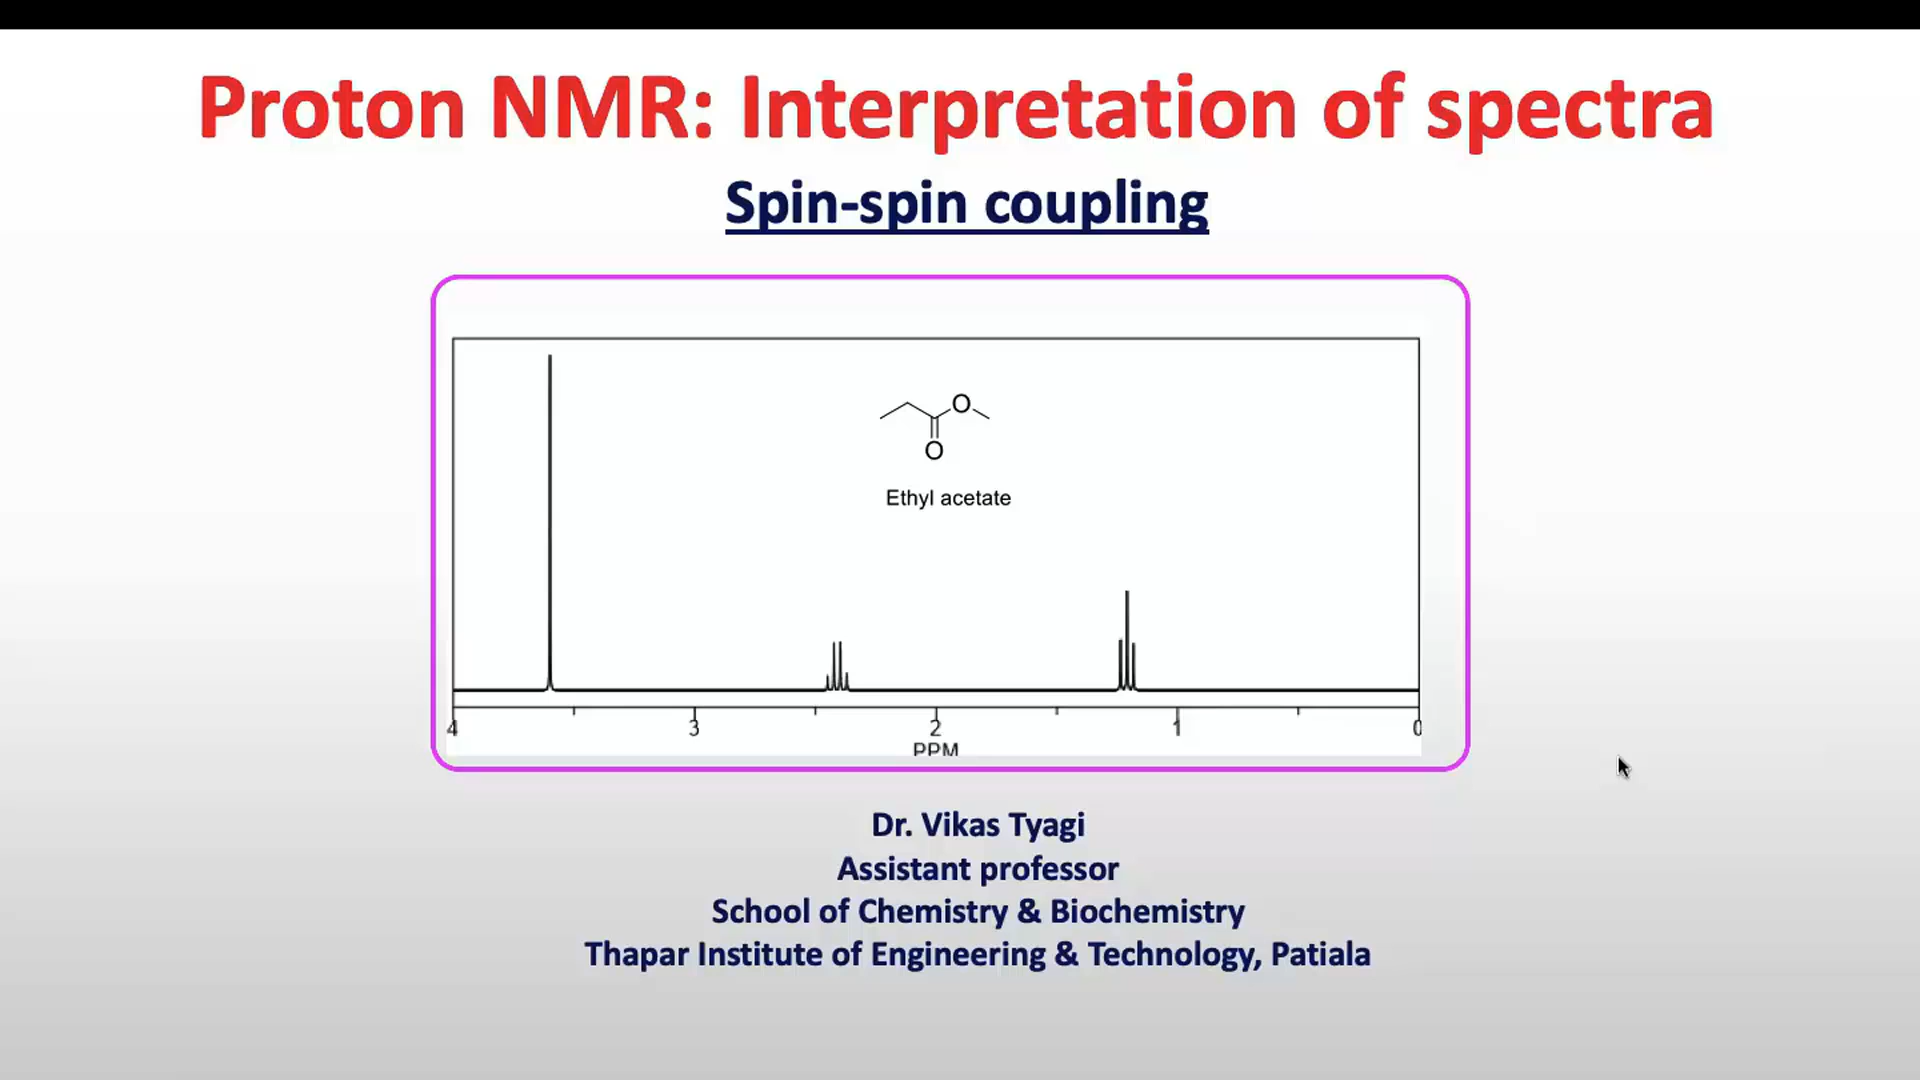 Proton NMR: Interpretation of spectra
Spin-spin coupling
O
O
Ethyl acetate
4 3 2 1 0
PPM
Dr. Vikas Tyagi
Assistant professor
School of Chemistry & Biochemistry
Thapar Institute of Engineering & Technology, Patiala